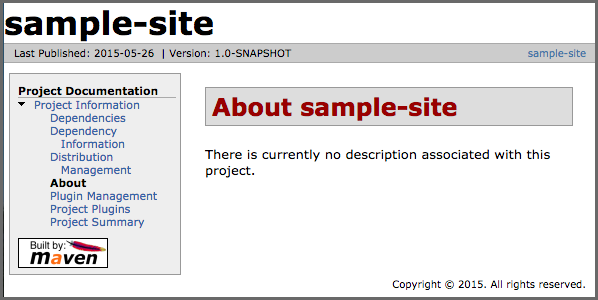 sample-site
Last Published: 2015-05-26 | Version: 1.0-SNAPSHOT
sample-site
Project Documentation
Project Information
Dependencies
Dependency
Information
Distribution
Management
About
Plugin Management
Project Plugins
Project Summary
Built by:
maven
About sample-site
There is currently no description associated with this
project.
Copyright © 2015. All rights reserved.